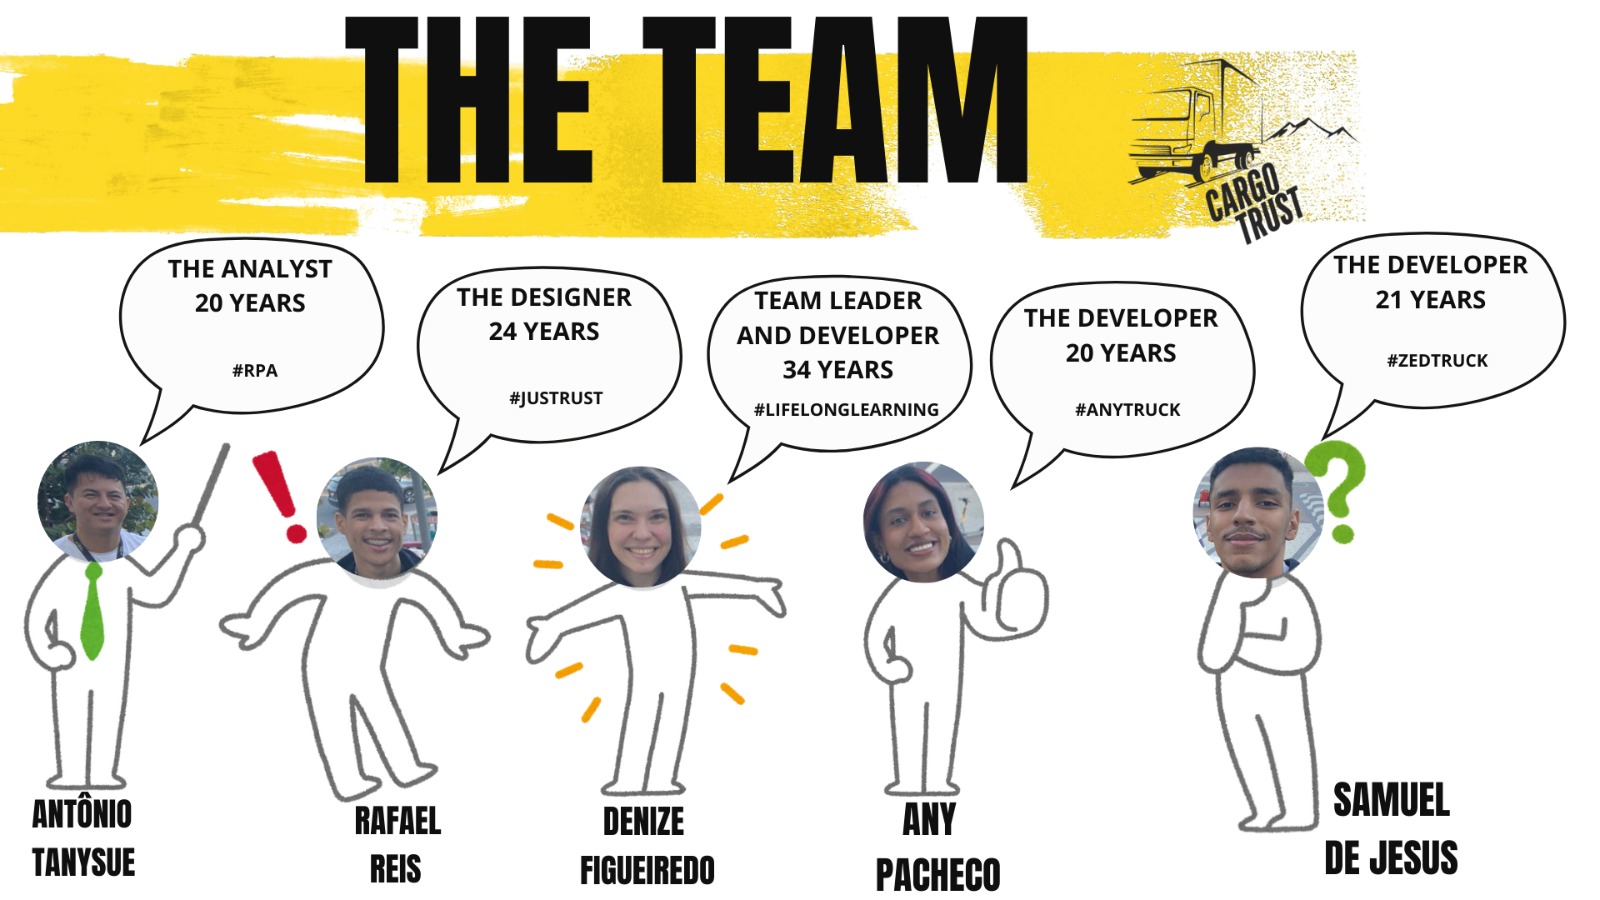 THE TEAM
CARGO
TRUST
THE ANALYST
20 YEARS
#RPA
THE DESIGNER
24 YEARS
#JUSTRUST
TEAM LEADER
AND DEVELOPER
34 YEARS
#LIFELONGLEARNING
THE DEVELOPER
20 YEARS
#ANYTRUCK
THE DEVELOPER
21 YEARS
#ZEDTRUCK
ANTÔNIO
TANYSUE
RAFAEL
REIS
DENIZE
FIGUEIREDO
ANY
PACHECO
SAMUEL
DE JESUS